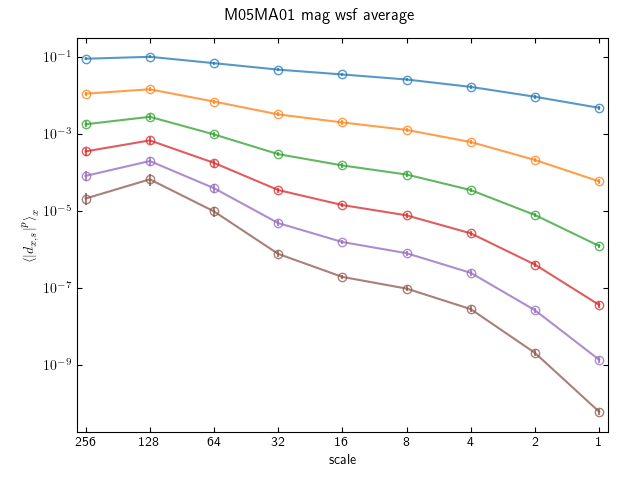 M05MA01 mag wsf average
10⁻¹
10⁻³
10⁻⁵
10⁻⁷
10⁻⁹
⟨|d_{x,s}|^p⟩_x
256 128 64 32 16 8 4 2 1
scale